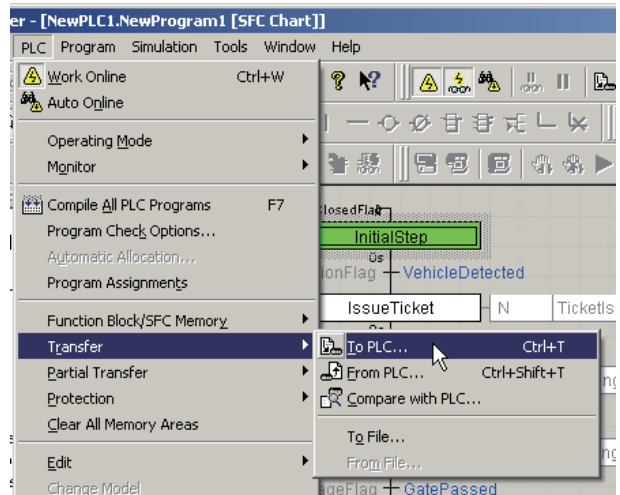 er - [NewPLC1.NewProgram1 [SFC Chart]]
PLC Program Simulation Tools Window Help
Work Online Ctrl+W
Auto Online
Operating Mode
Monitor
Compile All PLC Programs F7
Program Check Options...
Automatic Allocation...
Program Assignments
Function Block/SFC Memory
Transfer
Partial Transfer
Protection
Clear All Memory Areas
Edit
Change Model
To PLC... Ctrl+T
From PLC... Ctrl+Shift+T
Compare with PLC...
To File...
From File...
losedFlag
InitialStep
0s
ionFlag VehicleDetected
IssueTicket N TicketIs
ageFlag GatePassed